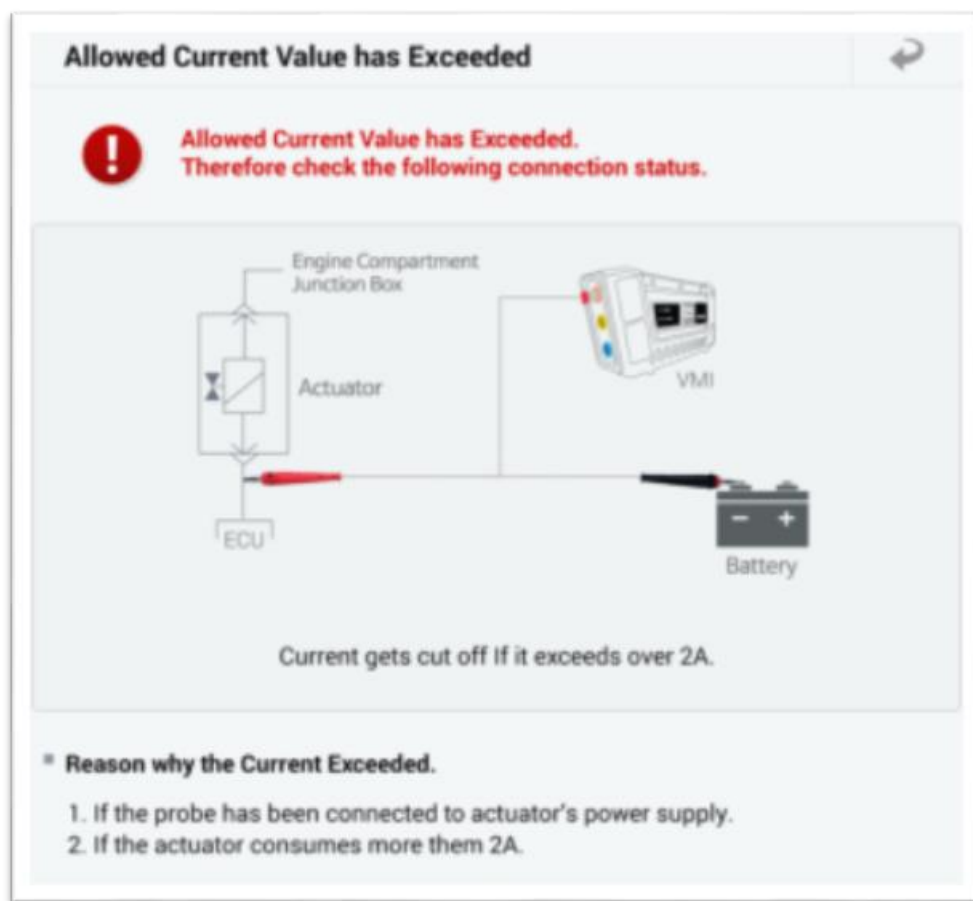 Allowed Current Value has Exceeded
Allowed Current Value has Exceeded.
Therefore check the following connection status.
Engine Compartment
Junction Box
Actuator
VMI
ECU
Battery
Current gets cut off If it exceeds over 2A.
Reason why the Current Exceeded.
1. If the probe has been connected to actuator's power supply.
2. If the actuator consumes more them 2A.